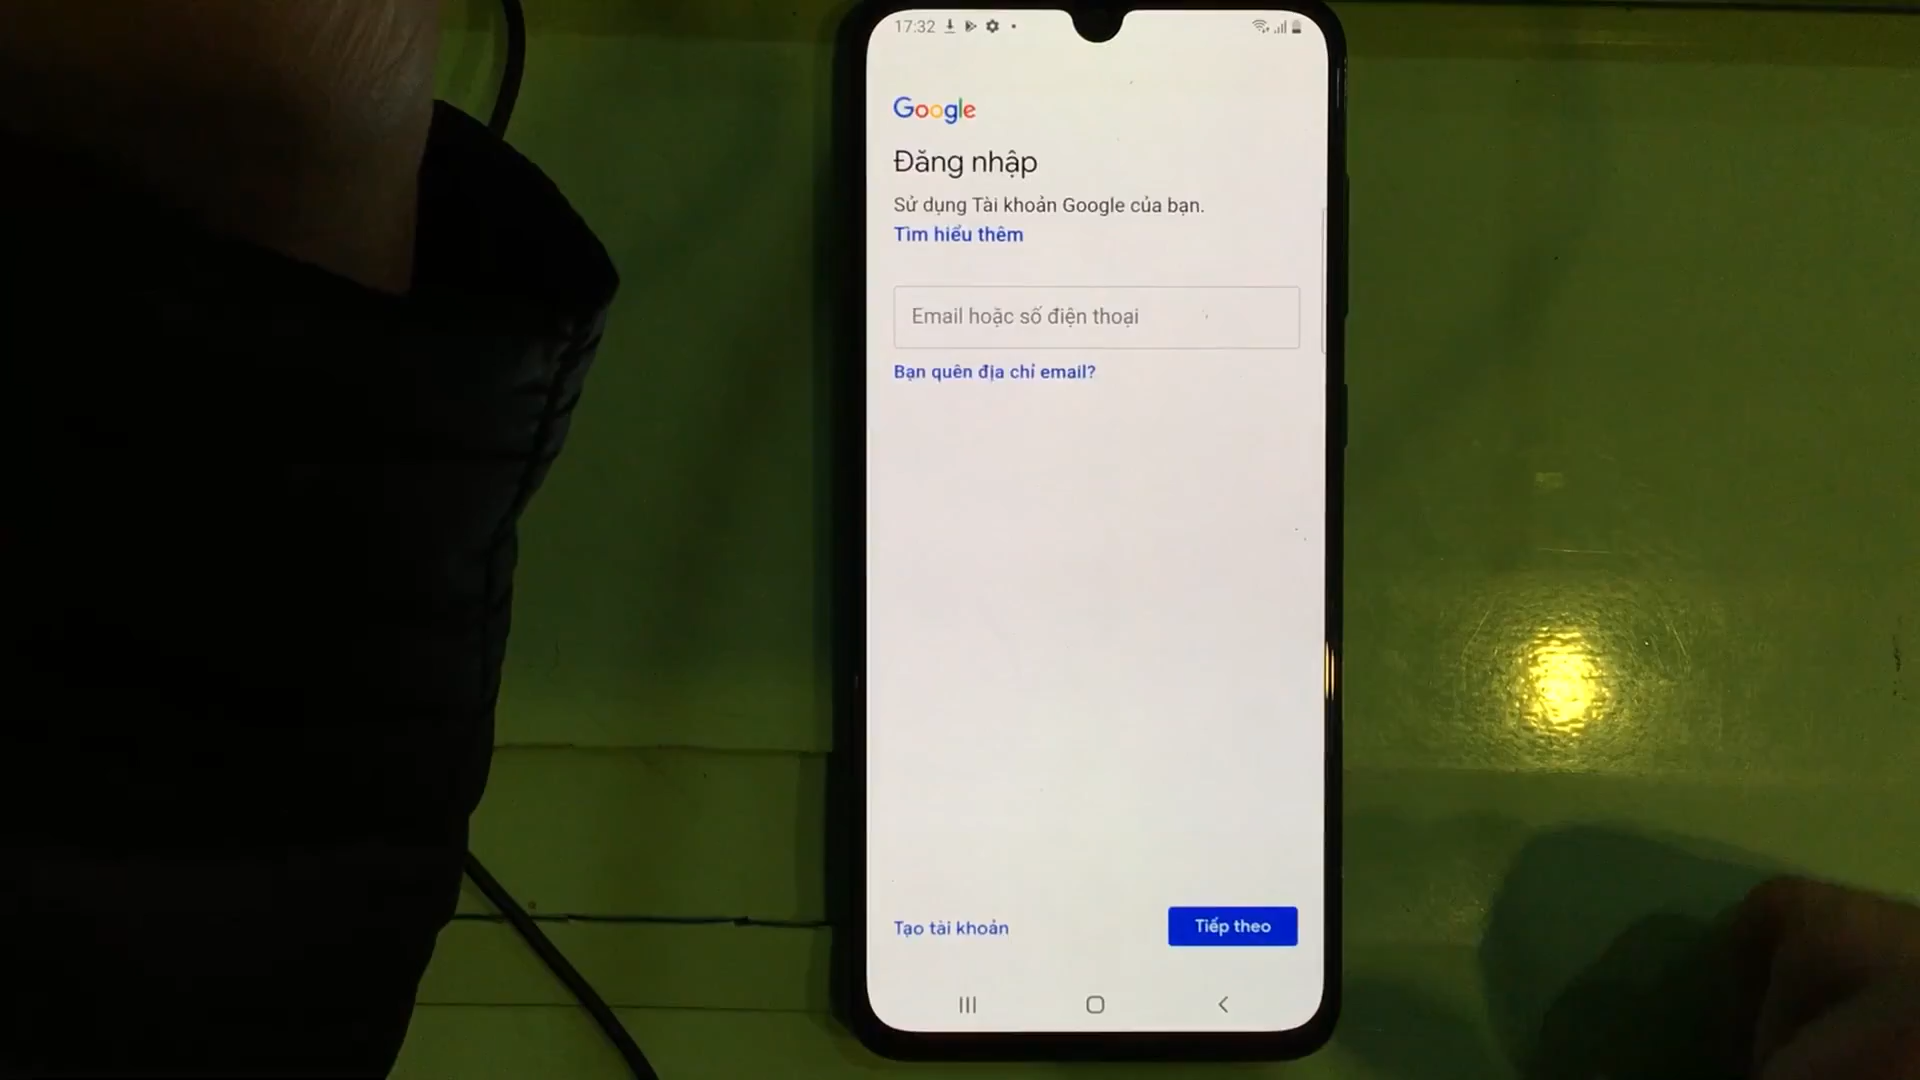 17:32
Google
Đăng nhập
Sử dụng Tài khoản Google của bạn.
Tìm hiểu thêm
Email hoặc số điện thoại
Bạn quên địa chỉ email?
Tạo tài khoản
Tiếp theo